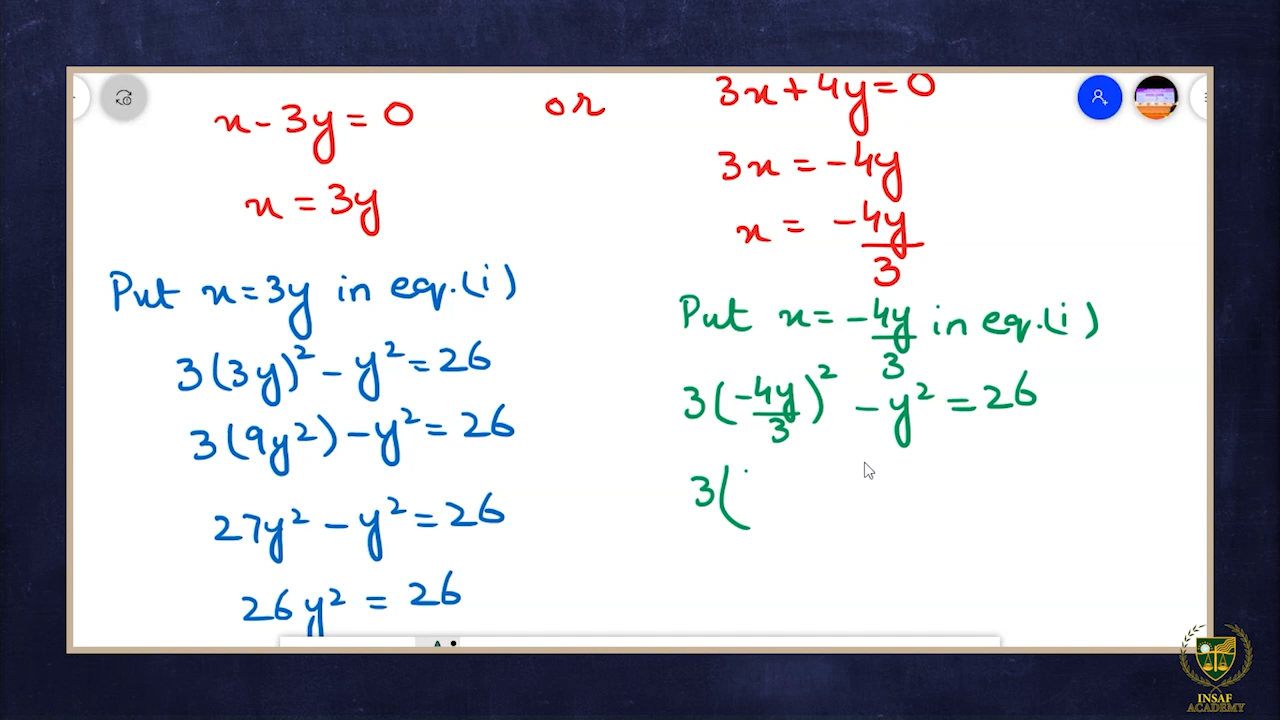 x - 3y = 0 or 3x + 4y = 0
x = 3y
3x = -4y
x = -4y/3
Put x = 3y in eq.(i)
3(3y)² - y² = 26
3(9y²) - y² = 26
27y² - y² = 26
26y² = 26
Put x = -4y/3 in eq.(i)
3(-4y/3)² - y² = 26
3(
INSAF
ACADEMY